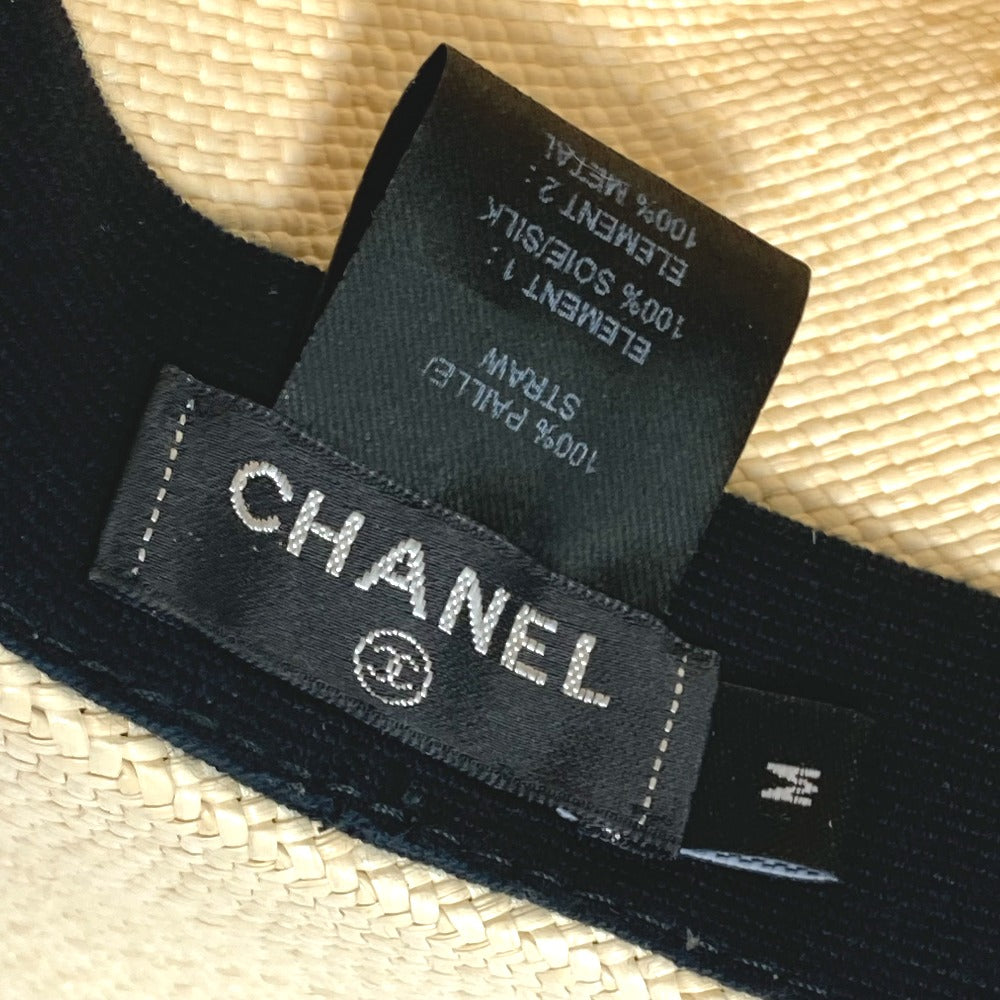 CHANEL
100% PAILLE/
STRAW
ELEMENT 1 :
100% SOIE/SILK
ELEMENT 2 :
100% METAL
M